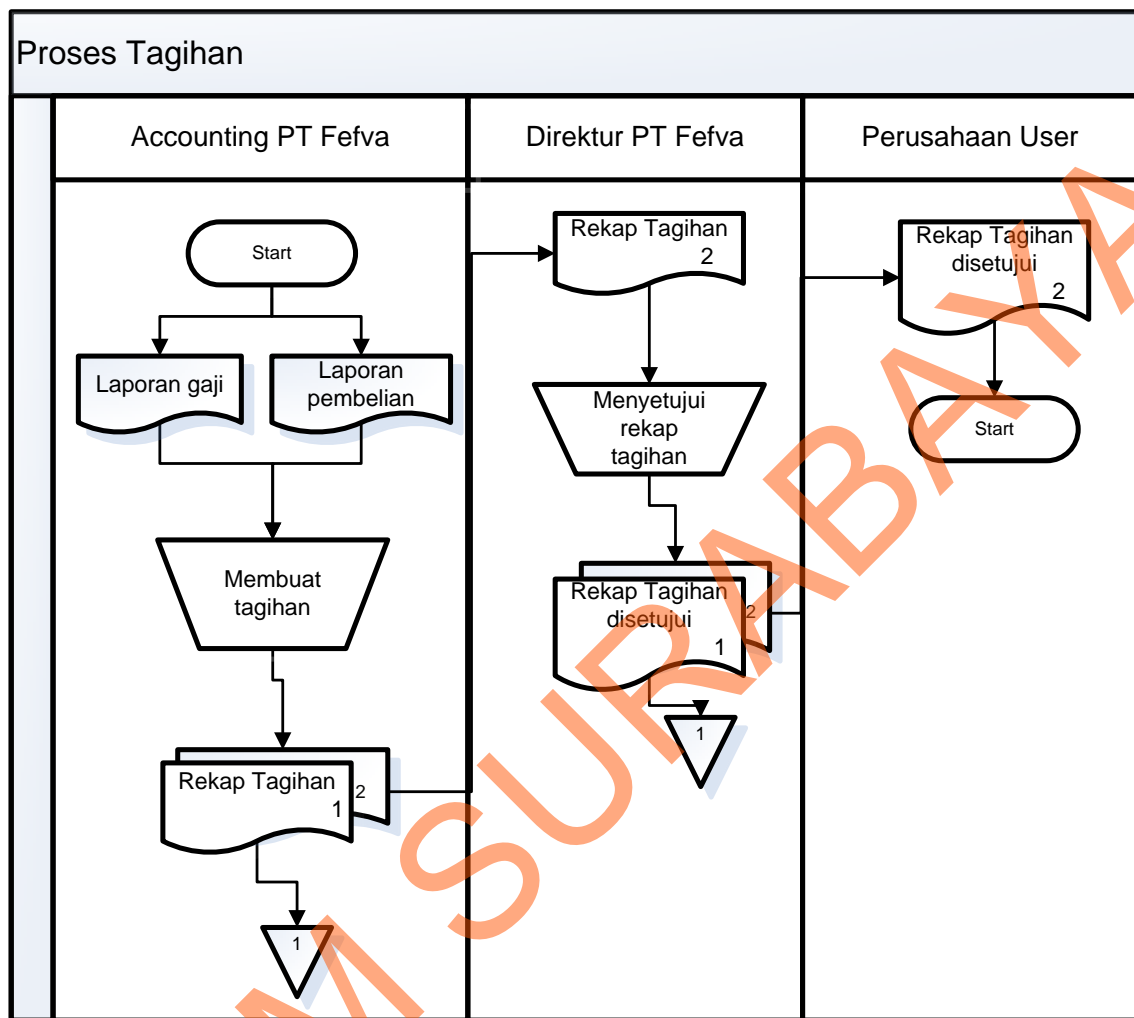 Proses Tagihan
Accounting PT Fefva
Direktur PT Fefva
Perusahaan User
Start
Laporan gaji
Laporan
pembelian
Membuat
tagihan
Rekap Tagihan
1
2
1
Rekap Tagihan
2
Menyetujui
rekap
tagihan
Rekap Tagihan
disetujui
1
2
1
Rekap Tagihan
disetujui
2
Start
M SURABAYA